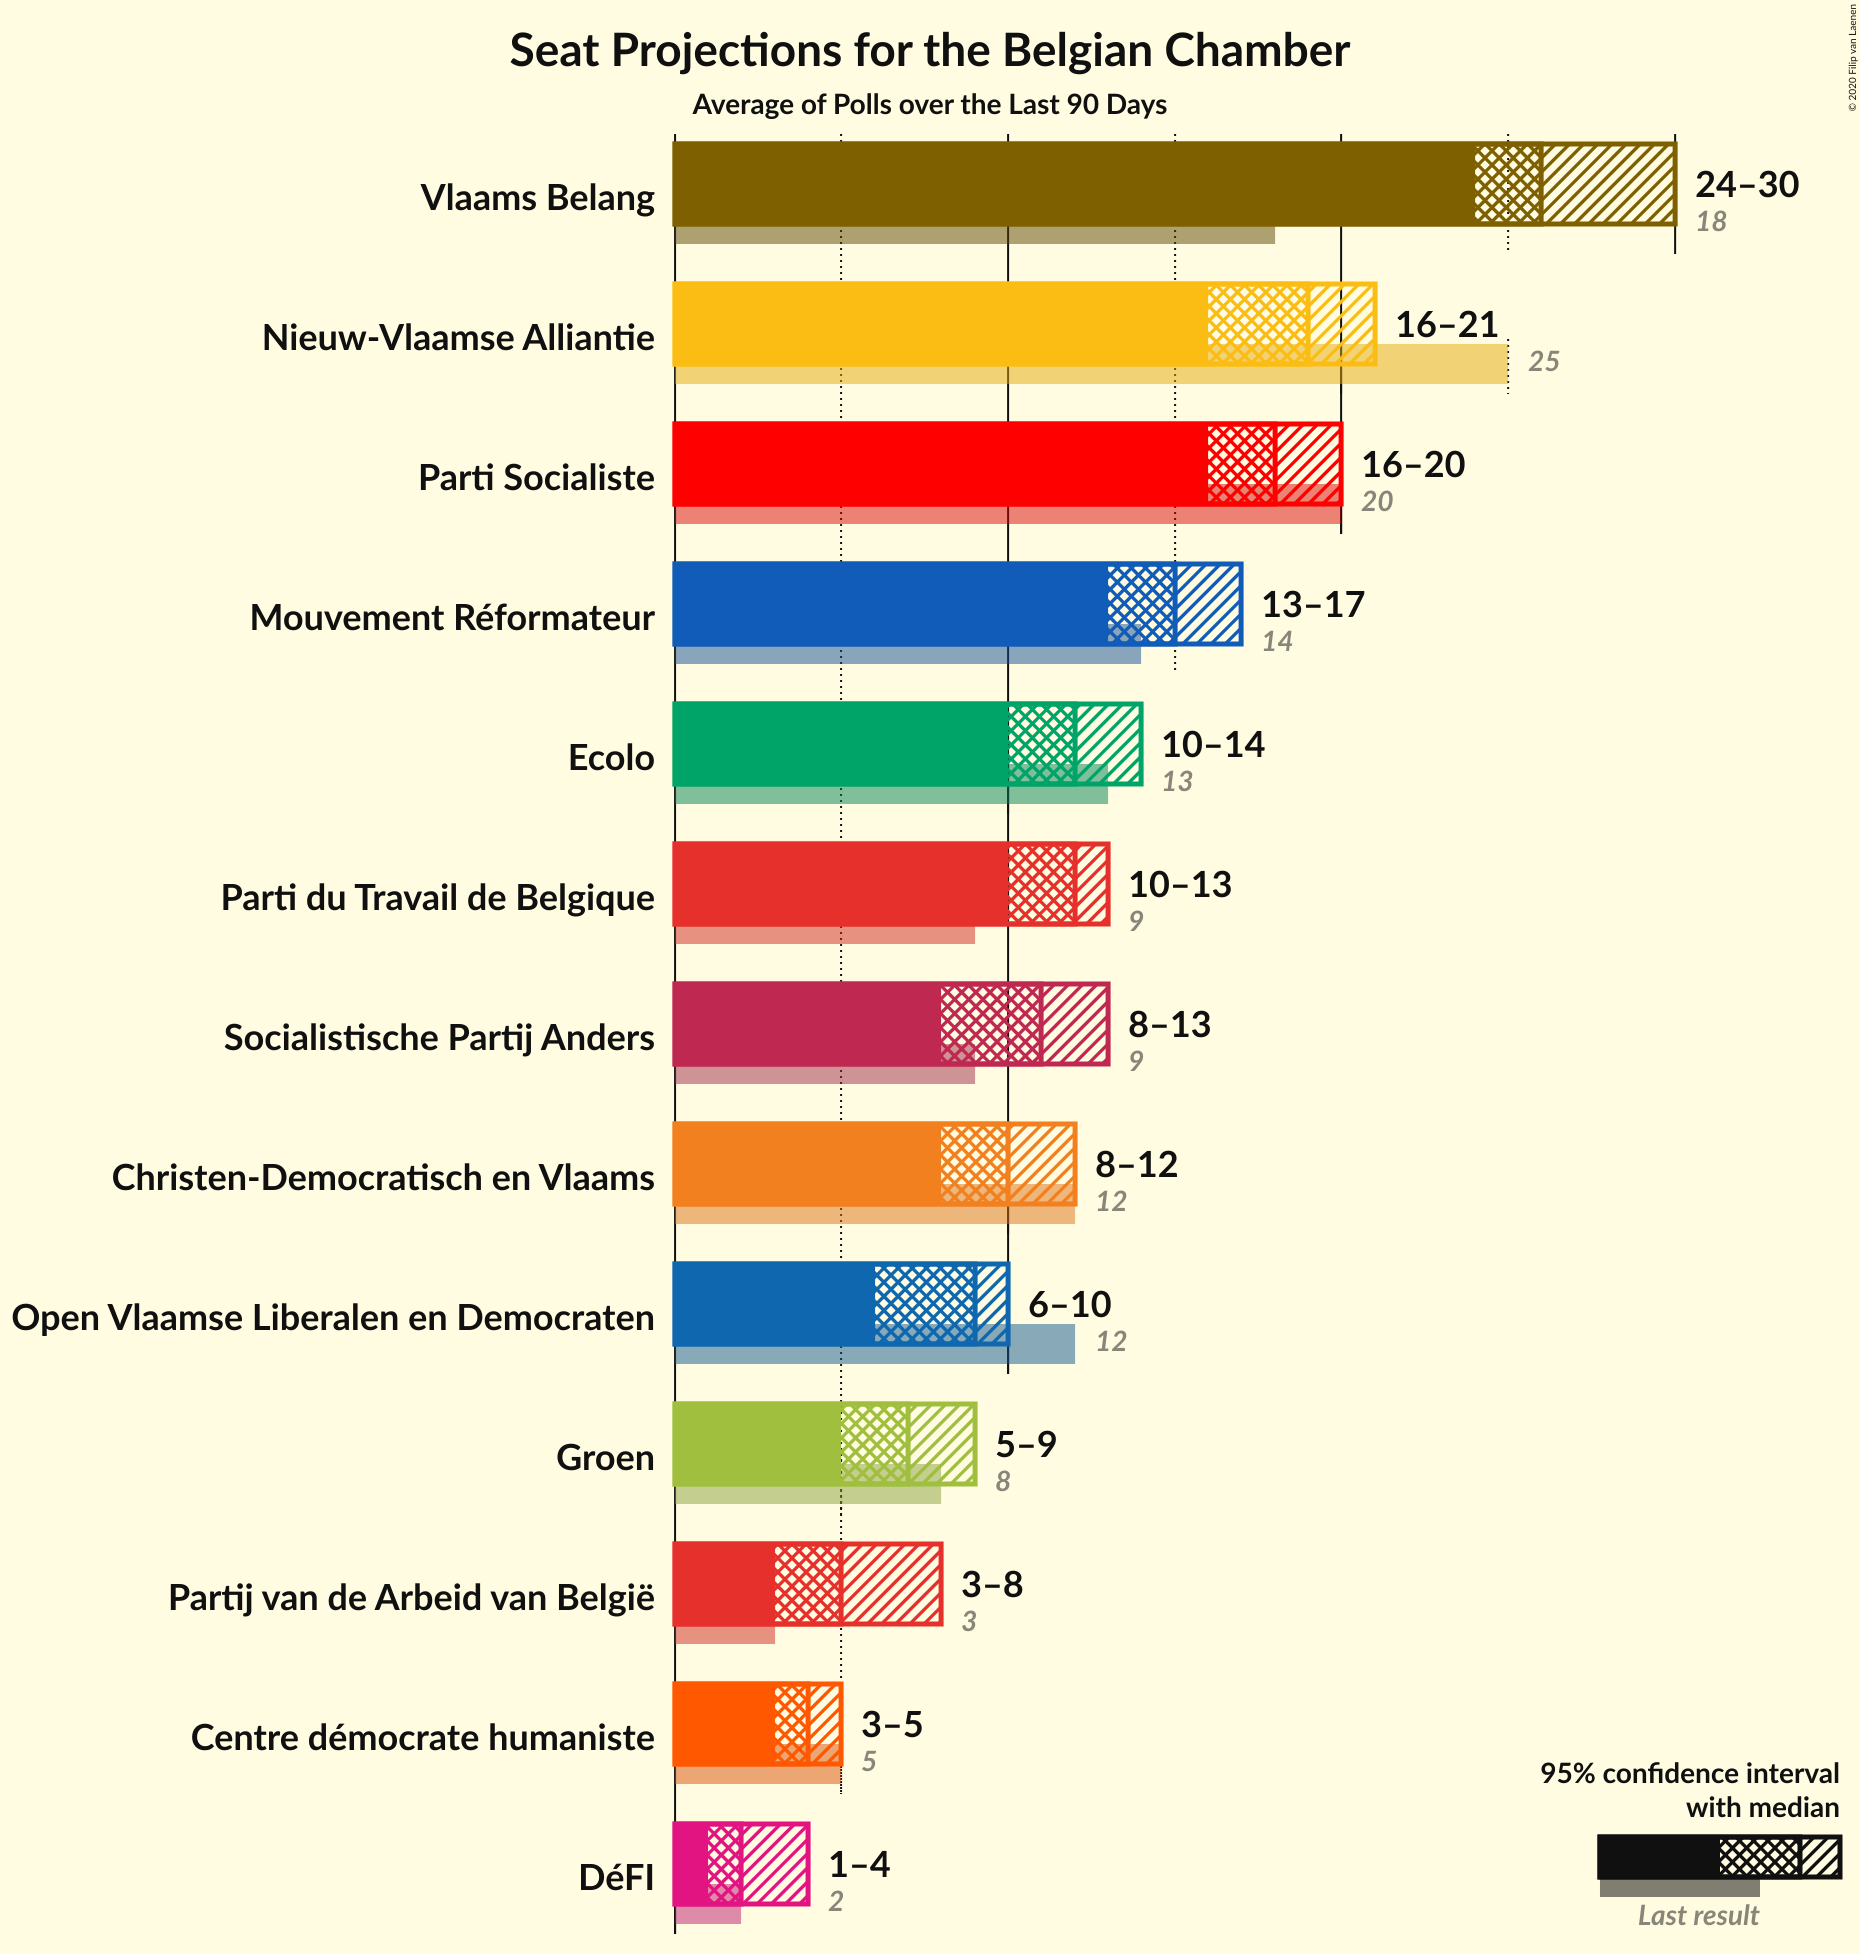 Seat Projections for the Belgian Chamber
Average of Polls over the Last 90 Days
© 2020 Filip van Laenen
Vlaams Belang
24–30
18
Nieuw-Vlaamse Alliantie
16–21
25
Parti Socialiste
16–20
20
Mouvement Réformateur
13–17
14
Ecolo
10–14
13
Parti du Travail de Belgique
10–13
9
Socialistische Partij Anders
8–13
9
Christen-Democratisch en Vlaams
8–12
12
Open Vlaamse Liberalen en Democraten
6–10
12
Groen
5–9
8
Partij van de Arbeid van België
3–8
3
Centre démocrate humaniste
3–5
5
DéFI
1–4
2
95% confidence interval
with median
Last result